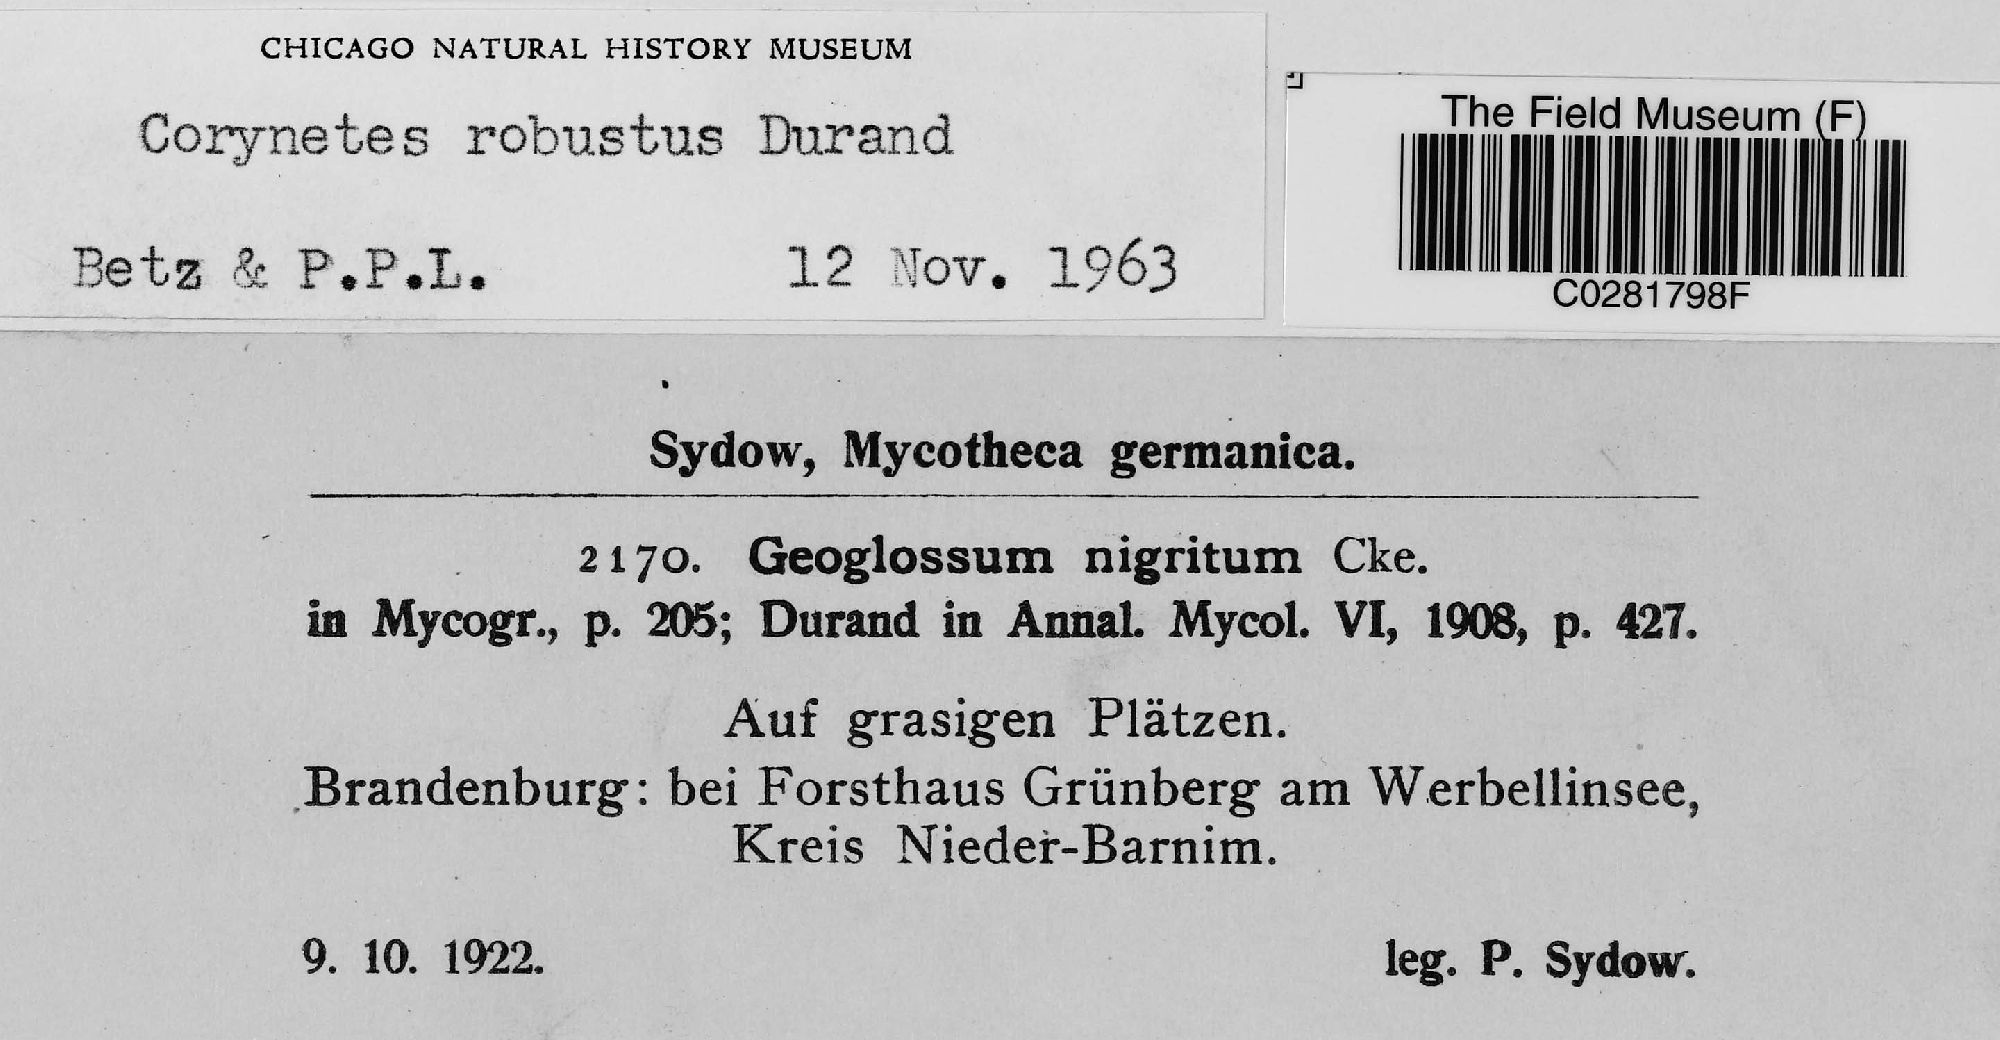 CHICAGO NATURAL HISTORY MUSEUM
Corynetes robustus Durand
Betz & P.P.L. 12 Nov. 1963
The Field Museum (F)
C0281798F
Sydow, Mycotheca germanica.
2170. Geoglossum nigritum Cke.
in Mycogr., p. 205; Durand in Annal. Mycol. VI, 1908, p. 427.
Auf grasigen Plätzen.
Brandenburg: bei Forsthaus Grünberg am Werbellinsee,
Kreis Nieder-Barnim.
9. 10. 1922. leg. P. Sydow.